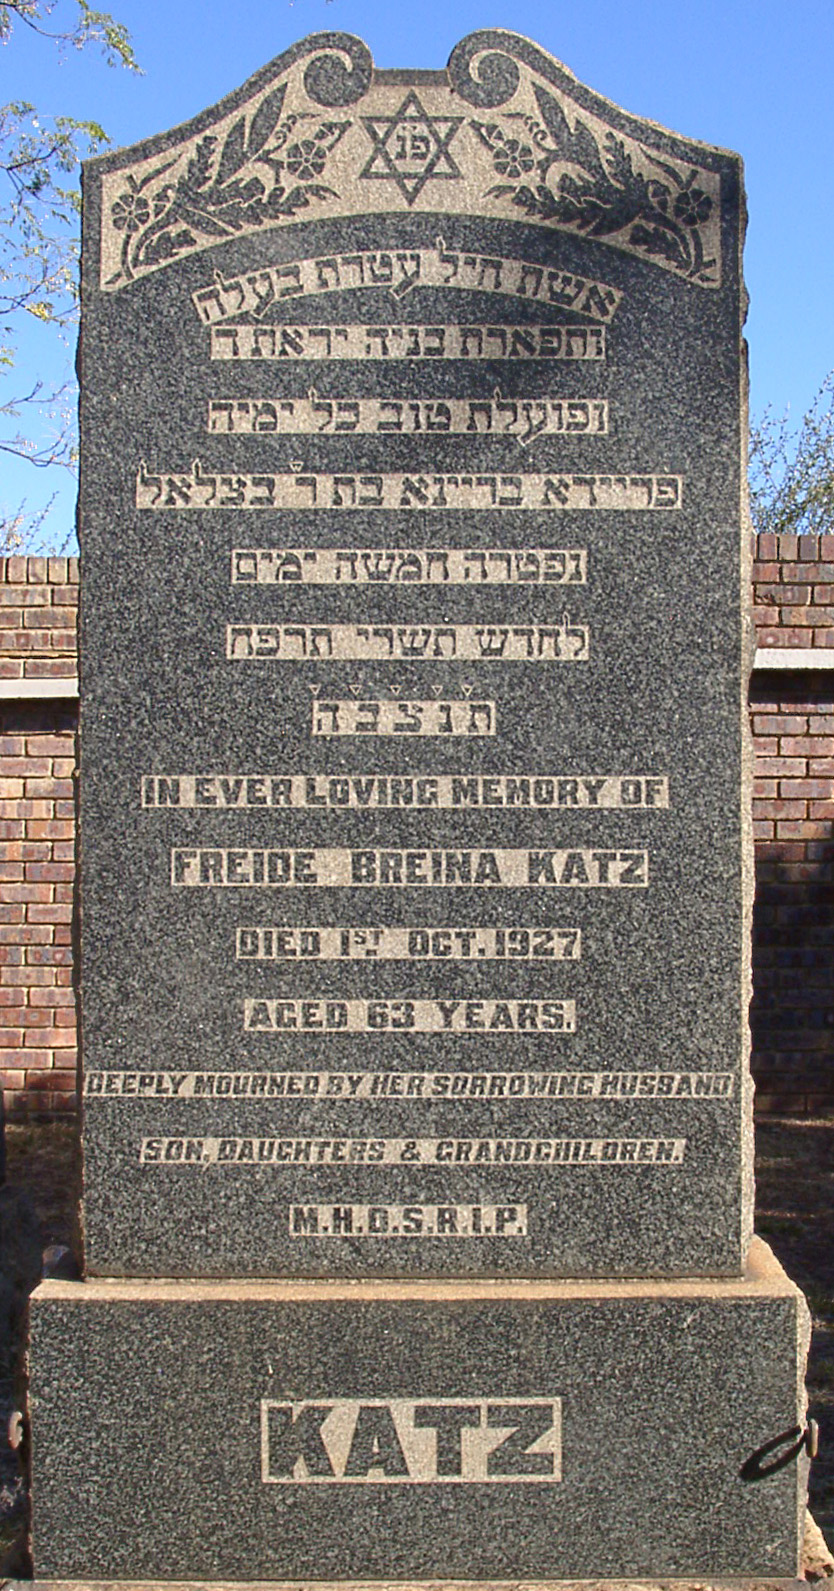 פ״נ
אשת חיל עטרת בעלה
ותפארת בניה יראת ד
ופועלת טוב כל ימיה
פריידא בריינא בת ר׳ בצלאל
נפטרה חמשה ימים
לחדש תשרי תרפח
תנצבה
IN EVER LOVING MEMORY OF
FREIDE BREINA KATZ
DIED 1ST OCT. 1927
AGED 63 YEARS.
DEEPLY MOURNED BY HER SORROWING HUSBAND
SON, DAUGHTERS & GRANDCHILDREN.
M.H.D.S.R.I.P.
KATZ